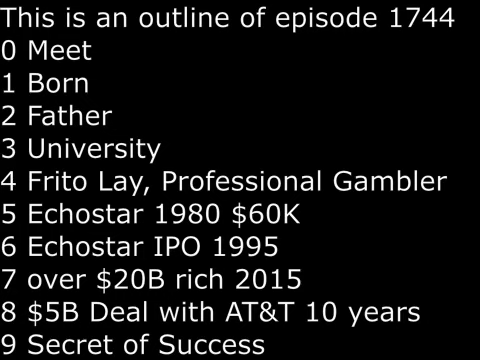 This is an outline of episode 1744
0 Meet
1 Born
2 Father
3 University
4 Frito Lay, Professional Gambler
5 Echostar 1980 $60K
6 Echostar IPO 1995
7 over $20B rich 2015
8 $5B Deal with AT&T 10 years
9 Secret of Success